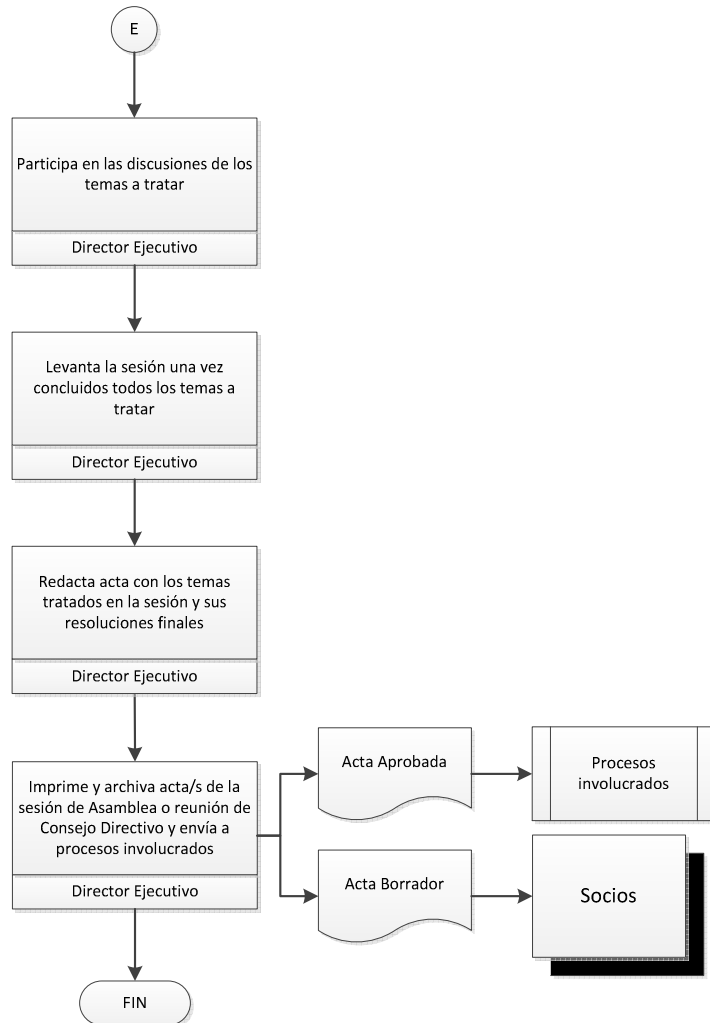 E
Participa en las discusiones de los
temas a tratar
Director Ejecutivo
Levanta la sesión una vez
concluidos todos los temas a
tratar
Director Ejecutivo
Redacta acta con los temas
tratados en la sesión y sus
resoluciones finales
Director Ejecutivo
Imprime y archiva acta/s de la
sesión de Asamblea o reunión de
Consejo Directivo y envía a
procesos involucrados
Director Ejecutivo
Acta Aprobada
Procesos
involucrados
Acta Borrador
Socios
FIN